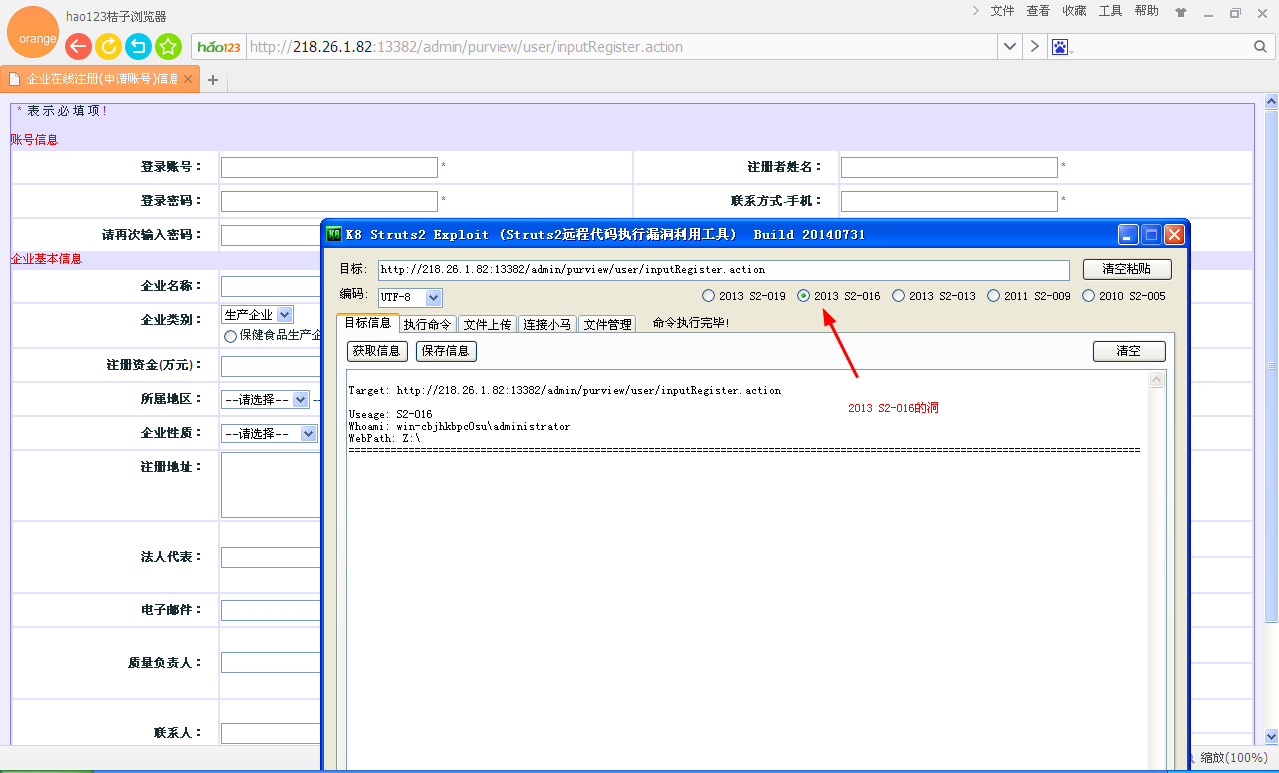 hao123桔子浏览器
文件 查看 收藏 工具 帮助
orange
hao123 http://218.26.1.82:13382/admin/purview/user/inputRegister.action
企业在线注册(申请账号)信息
* 表示必填项!
账号信息
登录账号: * 注册者姓名: *
登录密码: * 联系方式-手机: *
请再次输入密码:
企业基本信息
企业名称:
企业类别: 生产企业
保健食品生产企
注册资金(万元):
所属地区: --请选择-- --
企业性质: --请选择--
注册地址:
法人代表:
电子邮件:
质量负责人:
联系人:
K8 Struts2 Exploit (Struts2远程代码执行漏洞利用工具) Build 20140731
目标: http://218.26.1.82:13382/admin/purview/user/inputRegister.action 清空粘贴
编码: UTF-8 2013 S2-019 2013 S2-016 2013 S2-013 2011 S2-009 2010 S2-005
目标信息 执行命令 文件上传 连接小马 文件管理 命令执行完毕!
获取信息 保存信息 清空
Target: http://218.26.1.82:13382/admin/purview/user/inputRegister.action
2013 S2-016的洞
Useage: S2-016
Whoami: win-cbjhkbpc0su\administrator
WebPath: Z:\
缩放(100%)